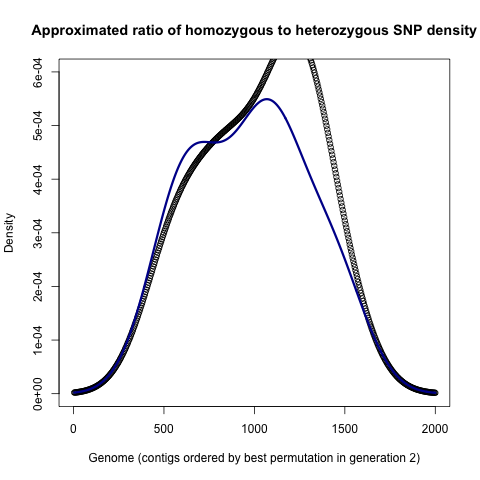 Approximated ratio of homozygous to heterozygous SNP density
6e-04
5e-04
4e-04
3e-04
2e-04
1e-04
0e+00
Density
0 500 1000 1500 2000
Genome (contigs ordered by best permutation in generation 2)